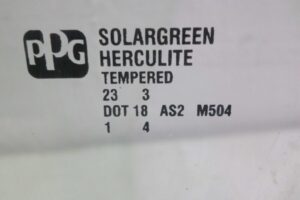 PPG SOLARGREEN
HERCULITE
TEMPERED
23 3
DOT 18 AS2 M504
1 4